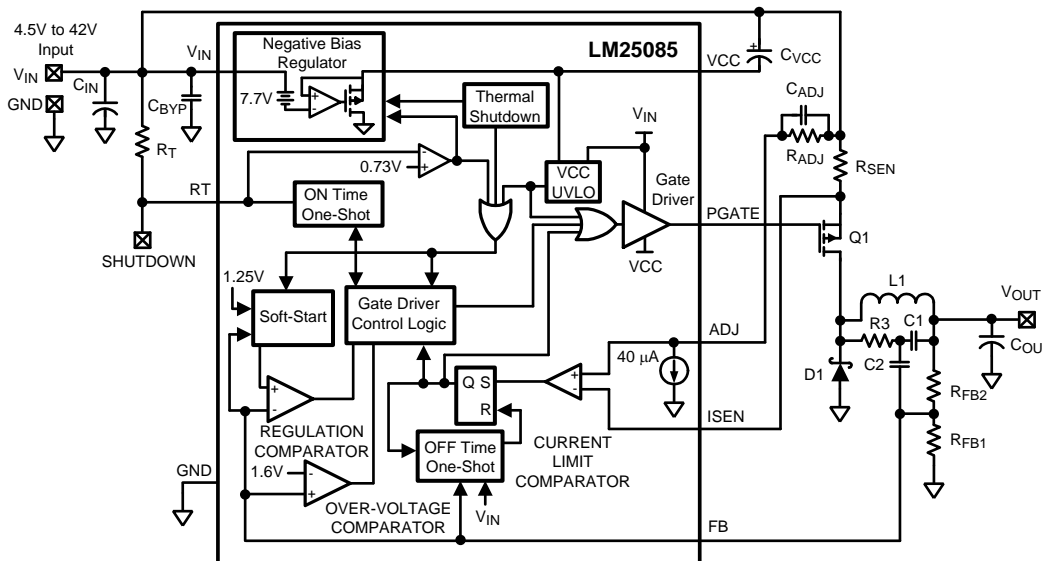 4.5V to 42V
Input
VIN
GND
CIN
CBYP
RT
RT
SHUTDOWN
VIN
Negative Bias
Regulator
7.7V
LM25085
VCC
CVCC
Thermal
Shutdown
0.73V
VIN
VCC
UVLO
Gate
Driver
VCC
PGATE
CADJ
RADJ
RSEN
Q1
ON Time
One-Shot
1.25V
Soft-Start
Gate Driver
Control Logic
ADJ
40 µA
+
-
Q S
R
ISEN
L1
R3
C1
C2
D1
VOUT
COU
RFB2
RFB1
+
-
REGULATION
COMPARATOR
OFF Time
One-Shot
CURRENT
LIMIT
COMPARATOR
GND
1.6V
-
+
OVER-VOLTAGE
COMPARATOR
VIN
FB